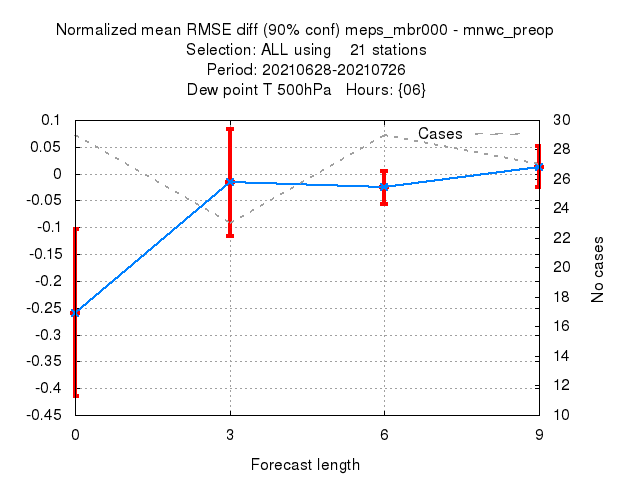 Normalized mean RMSE diff (90% conf) meps_mbr000 - mnwc_preop
Selection: ALL using    21 stations
Period: 20210628-20210726
Dew point T 500hPa   Hours: {06}
Cases
0.1
0.05
0
-0.05
-0.1
-0.15
-0.2
-0.25
-0.3
-0.35
-0.4
-0.45
30
28
26
24
22
20
18
16
14
12
10
No cases
0 3 6 9
Forecast length